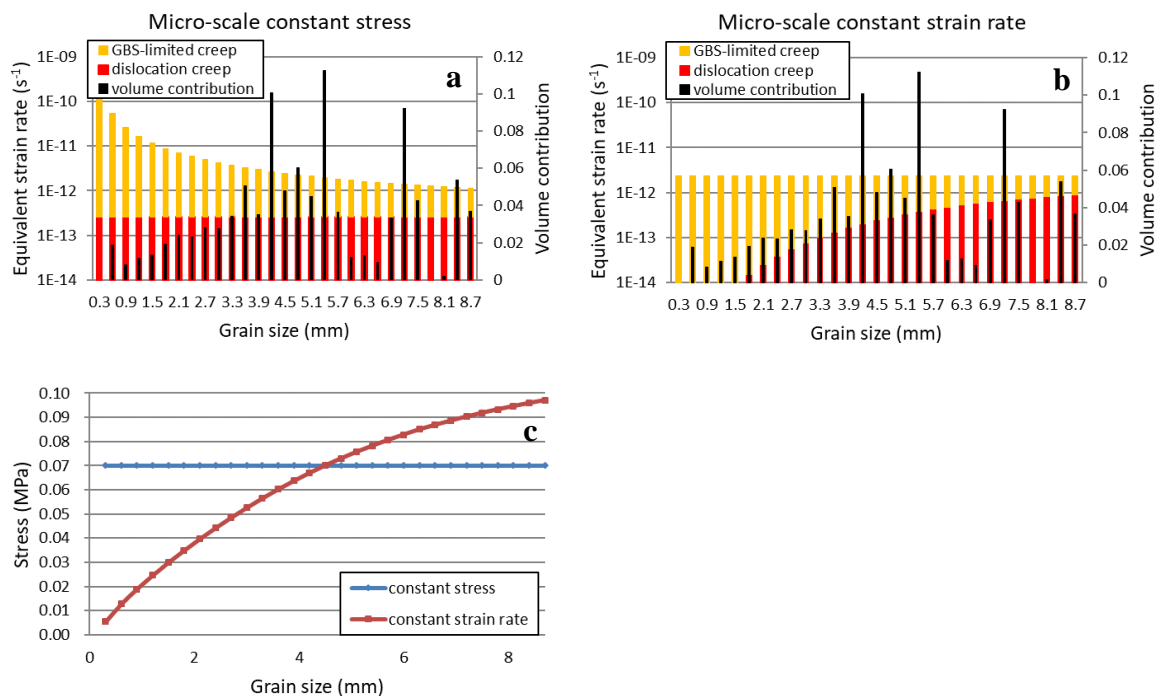 Micro-scale constant stress
GBS-limited creep
dislocation creep
volume contribution
a
1E-09
1E-10
1E-11
1E-12
1E-13
1E-14
Equivalent strain rate (s⁻¹)
0.12
0.1
0.08
0.06
0.04
0.02
0
Volume contribution
0.3 0.9 1.5 2.1 2.7 3.3 3.9 4.5 5.1 5.7 6.3 6.9 7.5 8.1 8.7
Grain size (mm)
Micro-scale constant strain rate
GBS-limited creep
dislocation creep
volume contribution
b
1E-09
1E-10
1E-11
1E-12
1E-13
1E-14
Equivalent strain rate (s⁻¹)
0.12
0.1
0.08
0.06
0.04
0.02
0
Volume contribution
0.3 0.9 1.5 2.1 2.7 3.3 3.9 4.5 5.1 5.7 6.3 6.9 7.5 8.1 8.7
Grain size (mm)
c
0.10
0.09
0.08
0.07
0.06
0.05
0.04
0.03
0.02
0.01
0.00
Stress (MPa)
constant stress
constant strain rate
0 2 4 6 8
Grain size (mm)